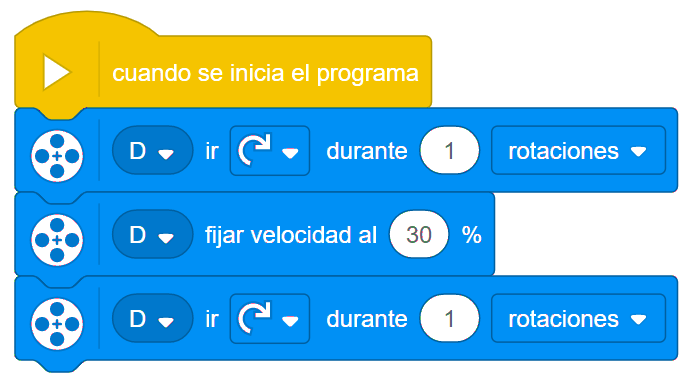 cuando se inicia el programa
D ir durante 1 rotaciones
D fijar velocidad al 30 %
D ir durante 1 rotaciones